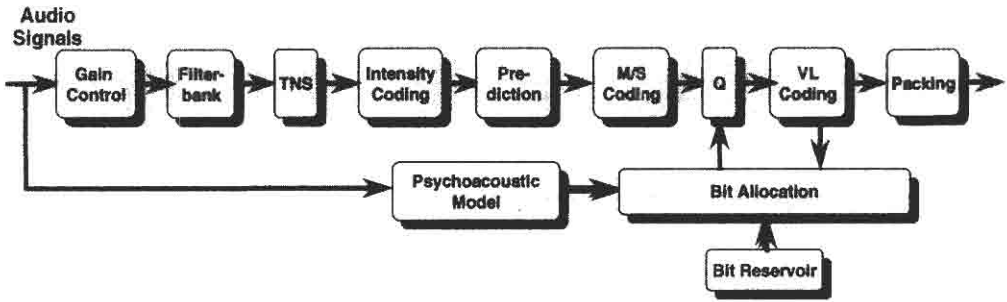 Audio
Signals
Gain
Control
Filter-
bank
TNS
Intensity
Coding
Pre-
diction
M/S
Coding
Q
VL
Coding
Packing
Psychoacoustic
Model
Bit Allocation
Bit Reservoir